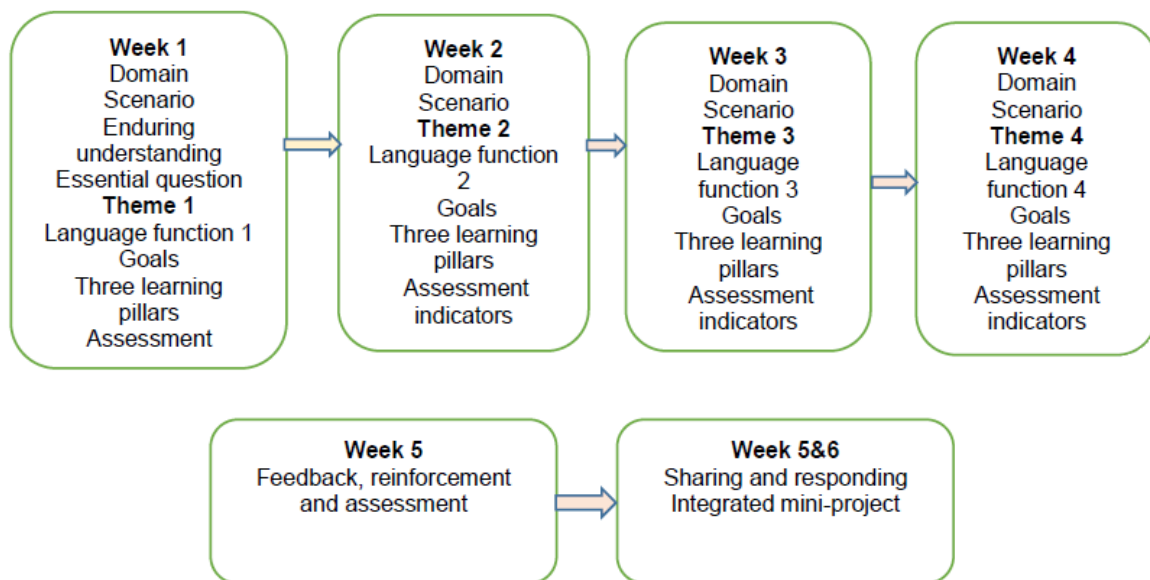 Week 1
Domain
Scenario
Enduring
understanding
Essential question
Theme 1
Language function 1
Goals
Three learning
pillars
Assessment
Week 2
Domain
Scenario
Theme 2
Language function
2
Goals
Three learning
pillars
Assessment
indicators
Week 3
Domain
Scenario
Theme 3
Language
function 3
Goals
Three learning
pillars
Assessment
indicators
Week 4
Domain
Scenario
Theme 4
Language
function 4
Goals
Three learning
pillars
Assessment
indicators
Week 5
Feedback, reinforcement
and assessment
Week 5&6
Sharing and responding
Integrated mini-project